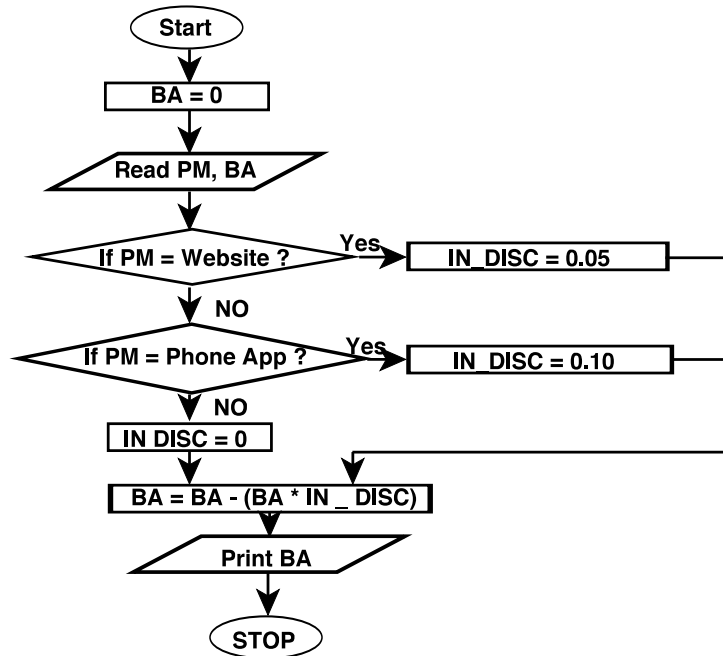 Start
BA = 0
Read PM, BA
If PM = Website ?
Yes
IN_DISC = 0.05
NO
If PM = Phone App ?
Yes
IN_DISC = 0.10
NO
IN DISC = 0
BA = BA - (BA * IN _ DISC)
Print BA
STOP